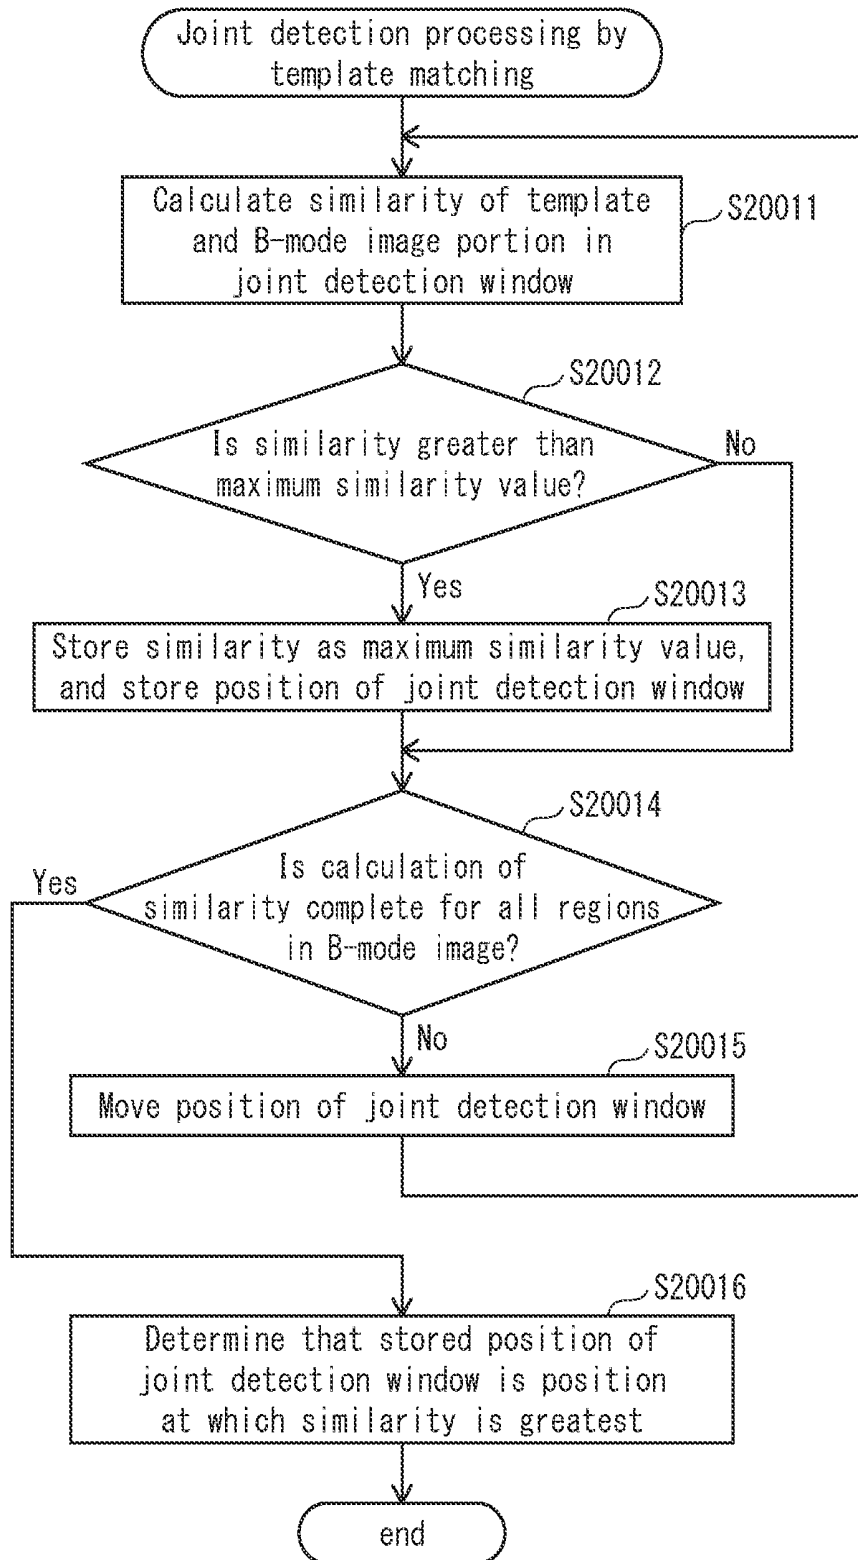 Joint detection processing by
template matching
Calculate similarity of template
and B-mode image portion in
joint detection window
S20011
S20012
Is similarity greater than
maximum similarity value?
No
Yes
S20013
Store similarity as maximum similarity value,
and store position of joint detection window
S20014
Is calculation of
similarity complete for all regions
in B-mode image?
Yes
No
S20015
Move position of joint detection window
S20016
Determine that stored position of
joint detection window is position
at which similarity is greatest
end